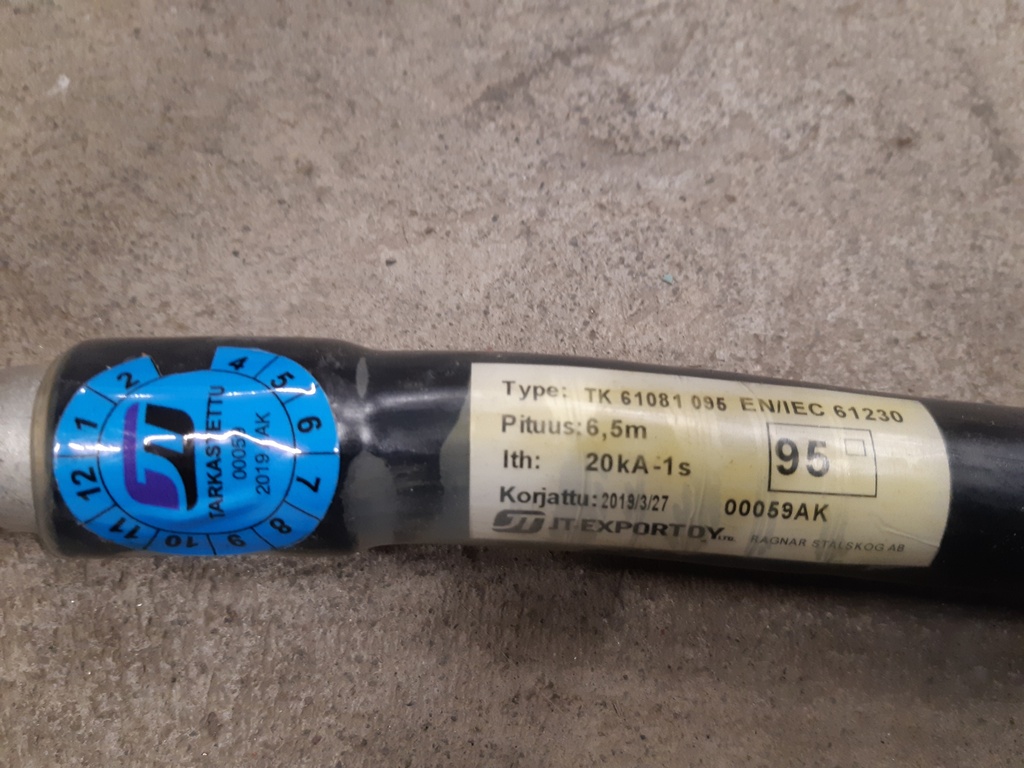 1
2
4
5
6
7
8
9
10
11
12
TARKASTETTU
00059
2019 AK
Type: TK 61081 095 EN/IEC 61230
Pituus: 6,5m
Ith: 20kA-1s
95
Korjattu: 2019/3/27
00059AK
JT-EXPORT OY LTD.
RAGNAR STÅLSKOG AB